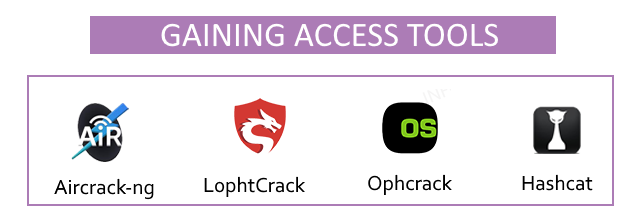 GAINING ACCESS TOOLS
AiR
OS
Aircrack-ng
LophtCrack
Ophcrack
Hashcat